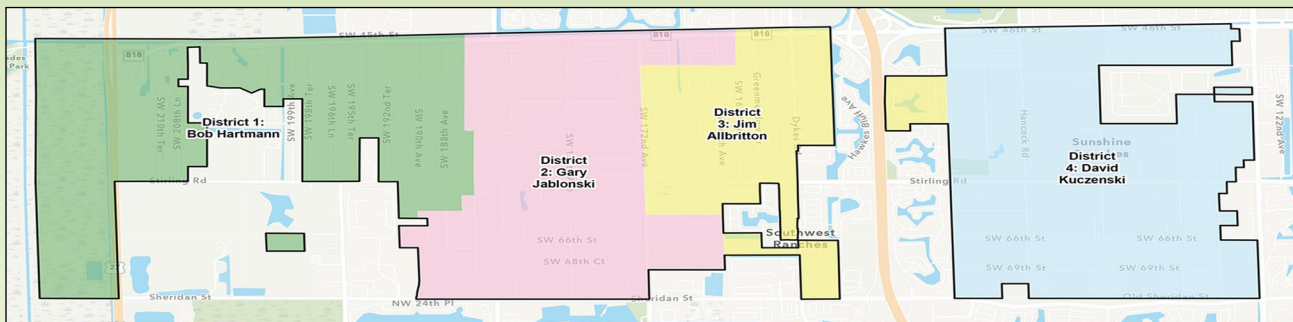 SW 45th St
818
818
SW 46th St
SW 46th St
818
Park
SW 210th Ter
SW 208th Ln
SW 199th Ave
SW 198th Ter
SW 196th Ln
SW 195th Ter
SW 192nd Ter
SW 190th Ave
SW 188th Ave
SW 172nd Ave
Dykes
Hancock Rd
SW 122nd Ave
District 1:
Bob Hartmann
District
2: Gary
Jablonski
District
3: Jim
Allbritton
Sunshine
District
4: David
Kuczenski
Stirling Rd
Stirling Rd
SW 66th St
Southwest
Ranches
SW 66th St
SW 66th St
SW 68th Ct
SW 69th St
SW 69th St
27
Sheridan St
NW 24th Pl
Sheridan St
Old Sheridan St